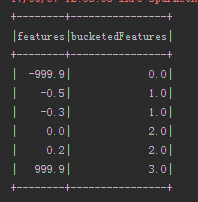 +--------+----------------+
|features|bucketedFeatures|
+--------+----------------+
|  -999.9|             0.0|
|    -0.5|             1.0|
|    -0.3|             1.0|
|     0.0|             2.0|
|     0.2|             2.0|
|   999.9|             3.0|
+--------+----------------+